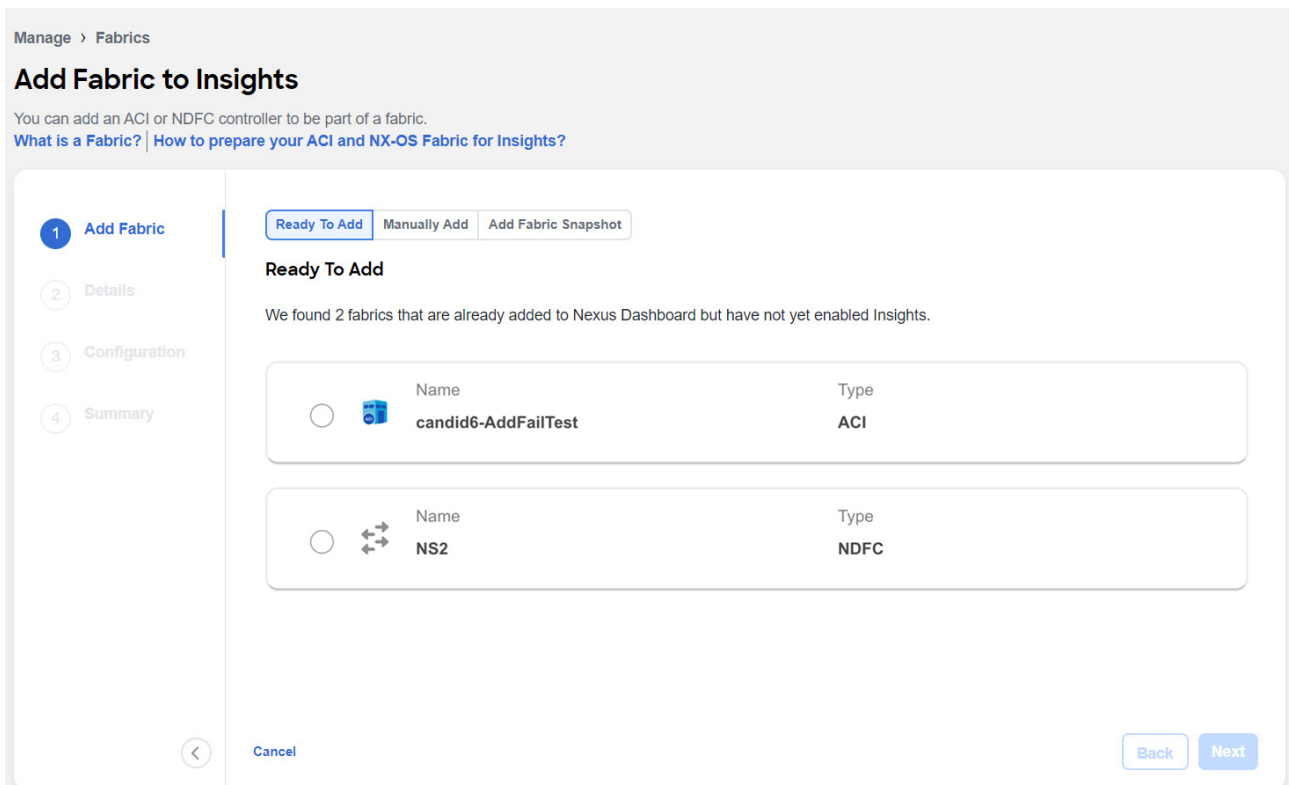 Manage > Fabrics
Add Fabric to Insights
You can add an ACI or NDFC controller to be part of a fabric.
What is a Fabric? | How to prepare your ACI and NX-OS Fabric for Insights?
1 Add Fabric
2 Details
3 Configuration
4 Summary
Ready To Add Manually Add Add Fabric Snapshot
Ready To Add
We found 2 fabrics that are already added to Nexus Dashboard but have not yet enabled Insights.
Name Type
candid6-AddFailTest ACI
Name Type
NS2 NDFC
Cancel Back Next